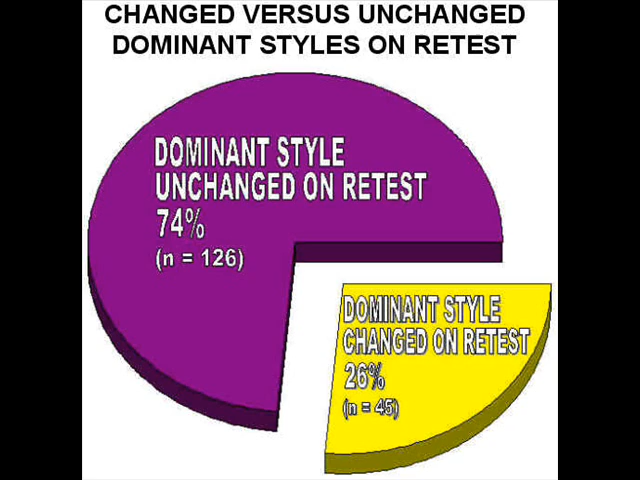 CHANGED VERSUS UNCHANGED
DOMINANT STYLES ON RETEST
DOMINANT STYLE
UNCHANGED ON RETEST
74%
(n = 126)
DOMINANT STYLE
CHANGED ON RETEST
26%
(n = 45)